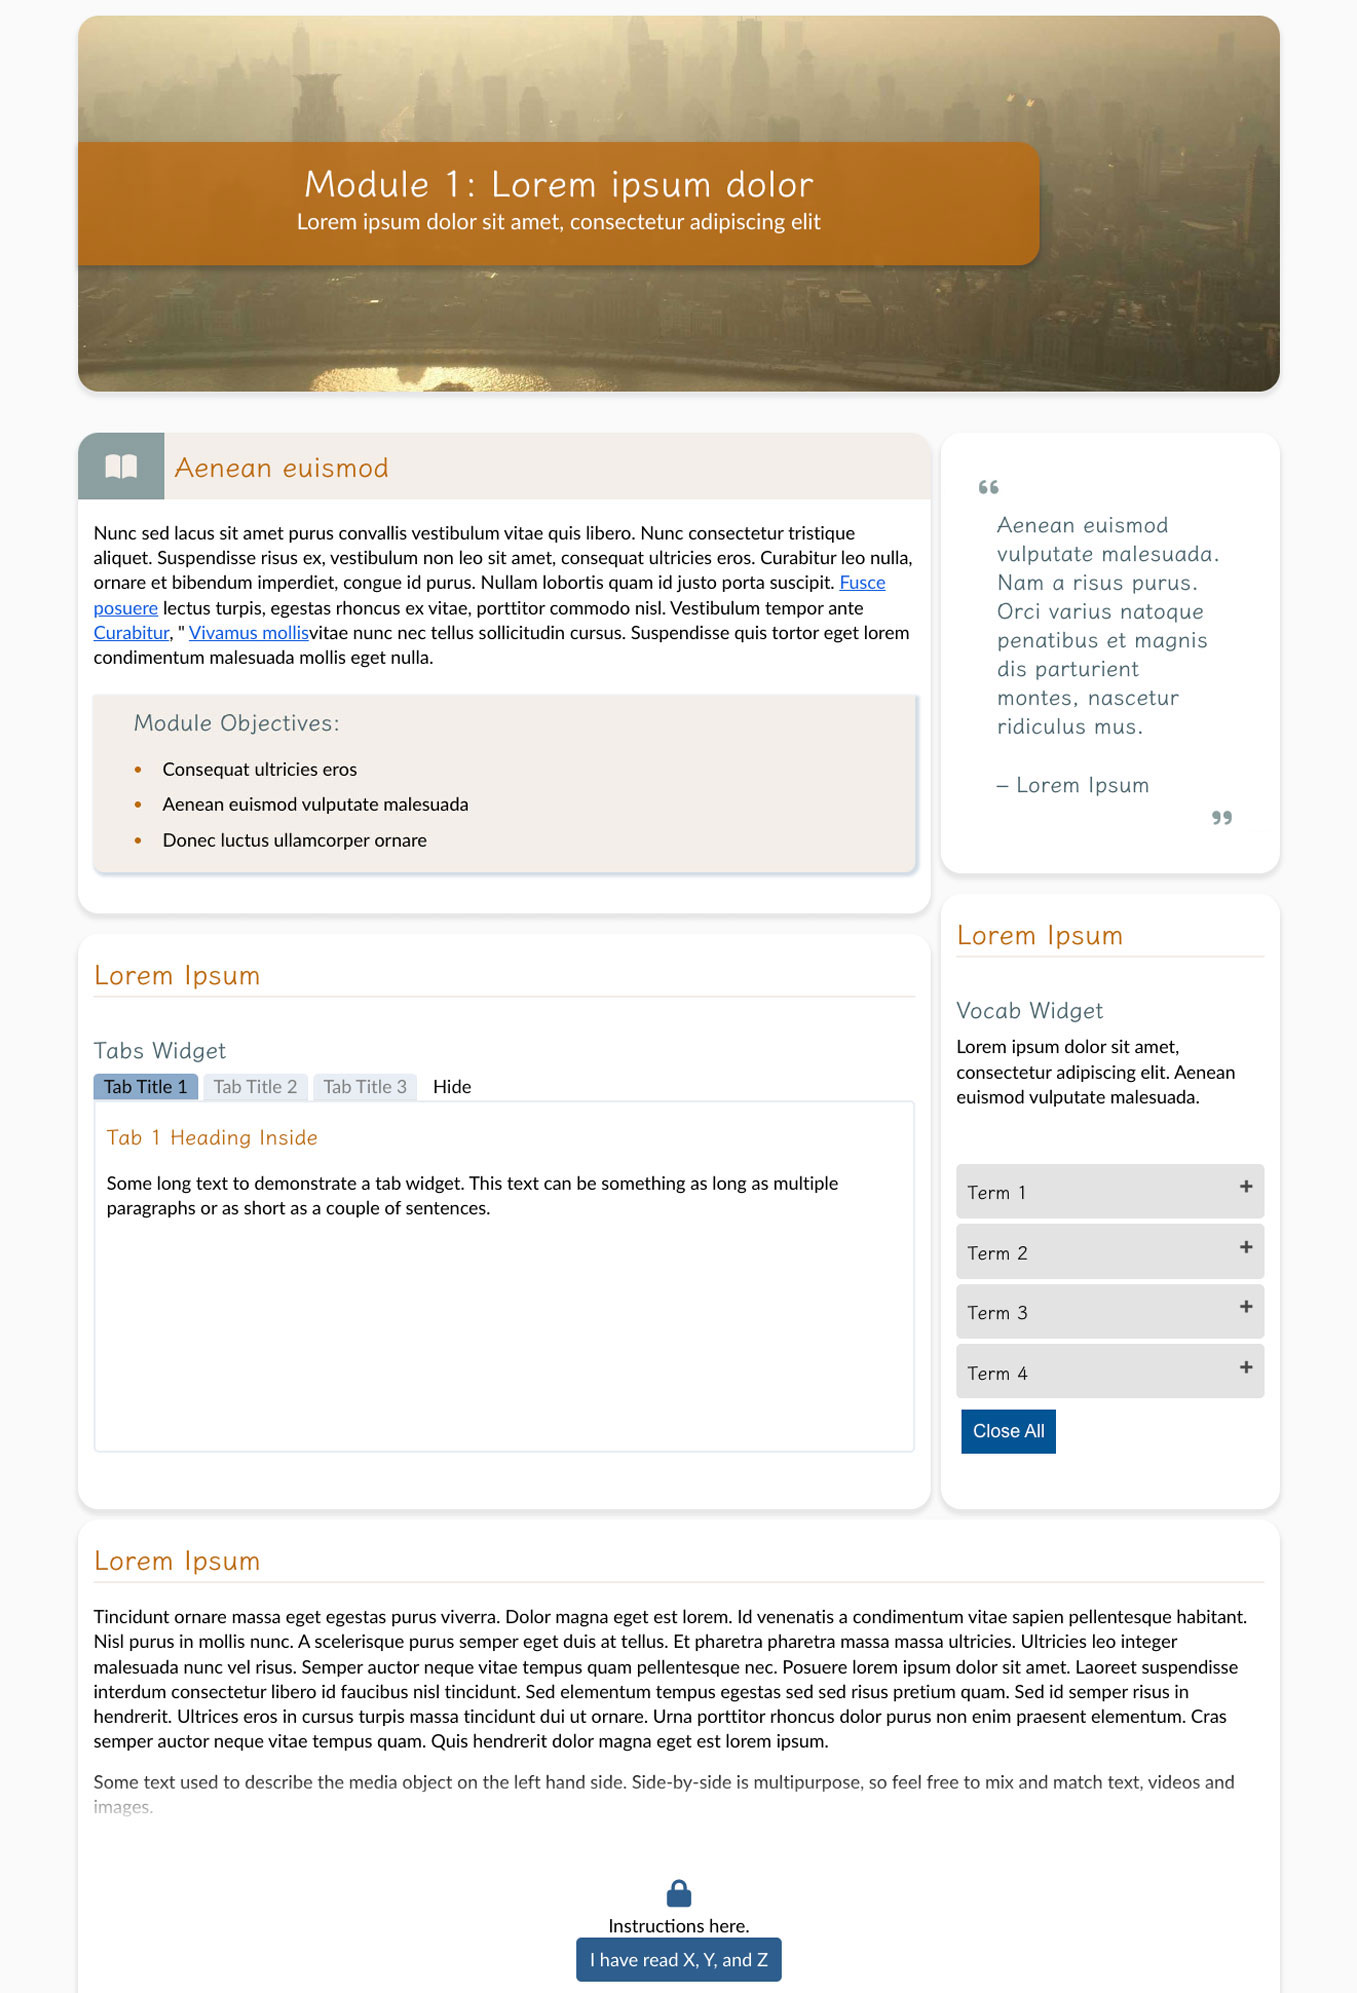 Module 1: Lorem ipsum dolor
Lorem ipsum dolor sit amet, consectetur adipiscing elit
Aenean euismod
Nunc sed lacus sit amet purus convallis vestibulum vitae quis libero. Nunc consectetur tristique
aliquet. Suspendisse risus ex, vestibulum non leo sit amet, consequat ultricies eros. Curabitur leo nulla,
ornare et bibendum imperdiet, congue id purus. Nullam lobortis quam id justo porta suscipit. Fusce
posuere lectus turpis, egestas rhoncus ex vitae, porttitor commodo nisl. Vestibulum tempor ante
Curabitur, " Vivamus mollisvitae nunc nec tellus sollicitudin cursus. Suspendisse quis tortor eget lorem
condimentum malesuada mollis eget nulla.
Module Objectives:
• Consequat ultricies eros
• Aenean euismod vulputate malesuada
• Donec luctus ullamcorper ornare
“
Aenean euismod
vulputate malesuada.
Nam a risus purus.
Orci varius natoque
penatibus et magnis
dis parturient
montes, nascetur
ridiculus mus.
– Lorem Ipsum
”
Lorem Ipsum
Tabs Widget
Tab Title 1 Tab Title 2 Tab Title 3 Hide
Tab 1 Heading Inside
Some long text to demonstrate a tab widget. This text can be something as long as multiple
paragraphs or as short as a couple of sentences.
Lorem Ipsum
Vocab Widget
Lorem ipsum dolor sit amet,
consectetur adipiscing elit. Aenean
euismod vulputate malesuada.
Term 1 +
Term 2 +
Term 3 +
Term 4 +
Close All
Lorem Ipsum
Tincidunt ornare massa eget egestas purus viverra. Dolor magna eget est lorem. Id venenatis a condimentum vitae sapien pellentesque habitant.
Nisl purus in mollis nunc. A scelerisque purus semper eget duis at tellus. Et pharetra pharetra massa massa ultricies. Ultricies leo integer
malesuada nunc vel risus. Semper auctor neque vitae tempus quam pellentesque nec. Posuere lorem ipsum dolor sit amet. Laoreet suspendisse
interdum consectetur libero id faucibus nisl tincidunt. Sed elementum tempus egestas sed sed risus pretium quam. Sed id semper risus in
hendrerit. Ultrices eros in cursus turpis massa tincidunt dui ut ornare. Urna porttitor rhoncus dolor purus non enim praesent elementum. Cras
semper auctor neque vitae tempus quam. Quis hendrerit dolor magna eget est lorem ipsum.
Some text used to describe the media object on the left hand side. Side-by-side is multipurpose, so feel free to mix and match text, videos and
images.
Instructions here.
I have read X, Y, and Z